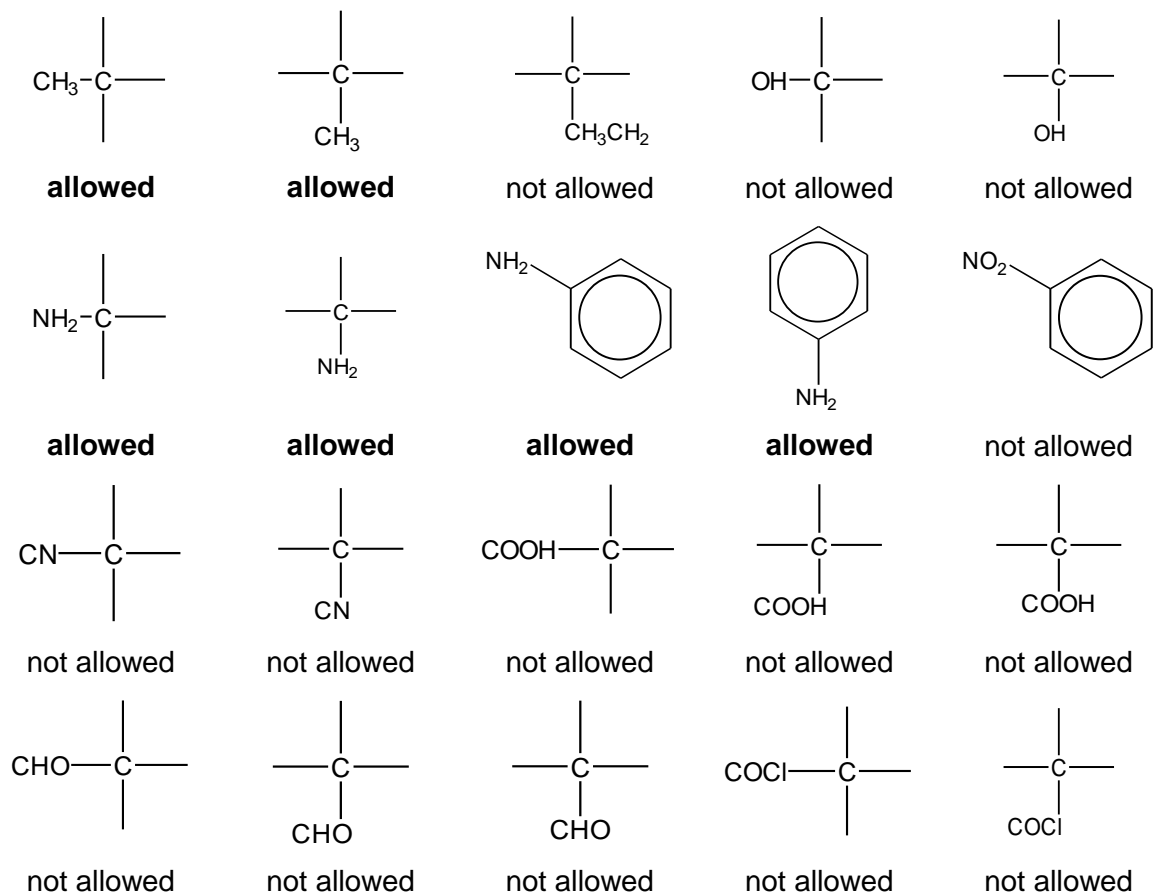 CH₃ C
C
CH₃
C
CH₃CH₂
OH C
C
OH
allowed allowed not allowed not allowed not allowed
NH₂ C
C
NH₂
NH₂
NH₂
NO₂
allowed allowed allowed allowed not allowed
CN C
C
CN
COOH C
C
COOH
C
COOH
not allowed not allowed not allowed not allowed not allowed
CHO C
C
CHO
C
CHO
COCl C
C
COCl
not allowed not allowed not allowed not allowed not allowed